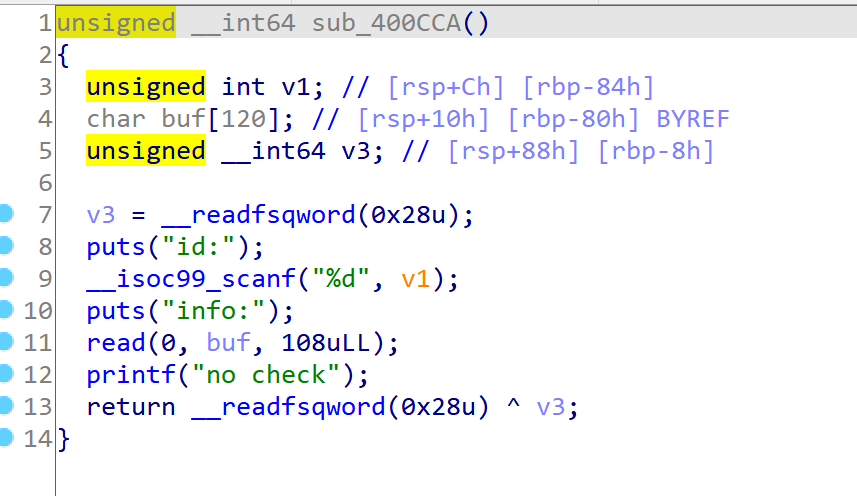 1 unsigned __int64 sub_400CCA()
2 {
3 unsigned int v1; // [rsp+Ch] [rbp-84h]
4 char buf[120]; // [rsp+10h] [rbp-80h] BYREF
5 unsigned __int64 v3; // [rsp+88h] [rbp-8h]
6
7 v3 = __readfsqword(0x28u);
8 puts("id:");
9 __isoc99_scanf("%d", v1);
10 puts("info:");
11 read(0, buf, 108uLL);
12 printf("no check");
13 return __readfsqword(0x28u) ^ v3;
14 }